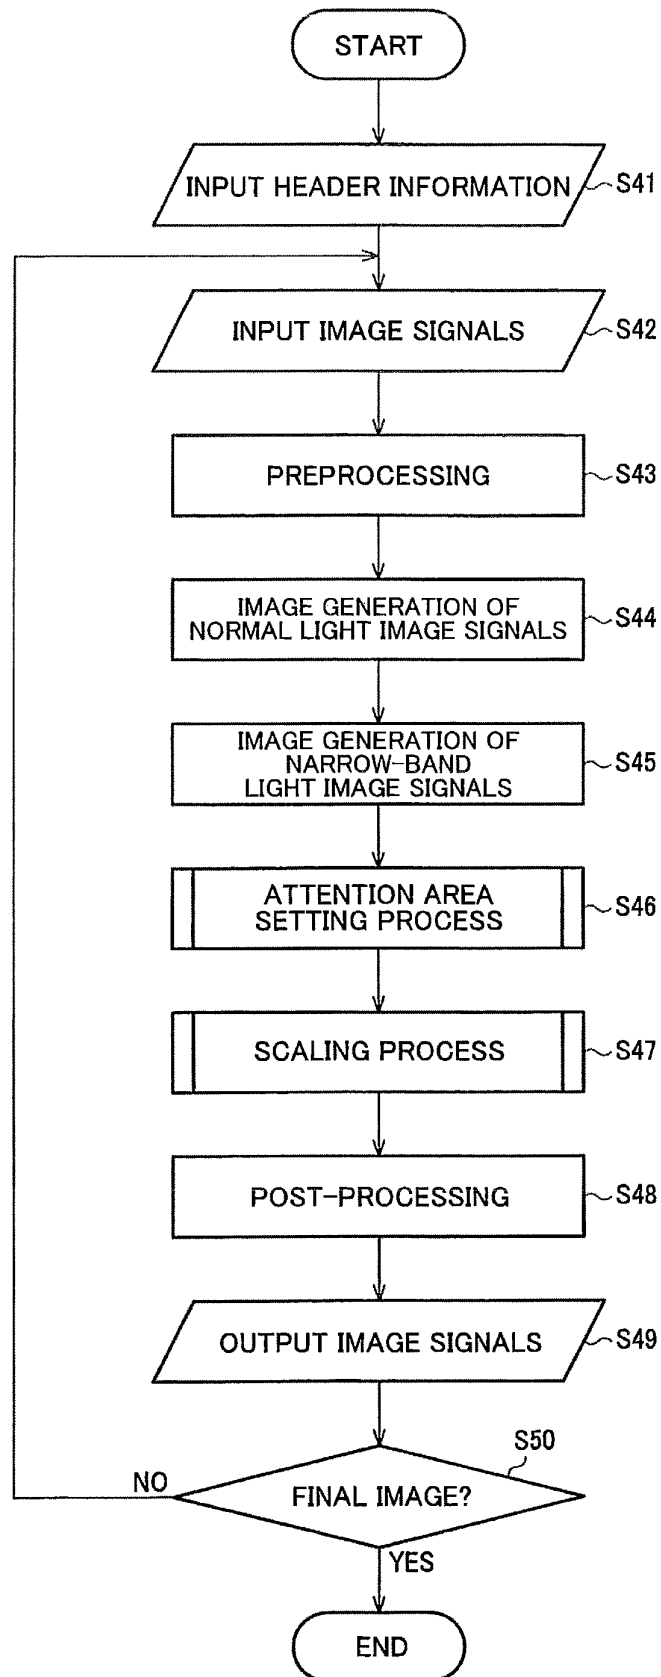 START
INPUT HEADER INFORMATION
S41
INPUT IMAGE SIGNALS
S42
PREPROCESSING
S43
IMAGE GENERATION OF
NORMAL LIGHT IMAGE SIGNALS
S44
IMAGE GENERATION OF
NARROW-BAND
LIGHT IMAGE SIGNALS
S45
ATTENTION AREA
SETTING PROCESS
S46
SCALING PROCESS
S47
POST-PROCESSING
S48
OUTPUT IMAGE SIGNALS
S49
S50
NO
FINAL IMAGE?
YES
END